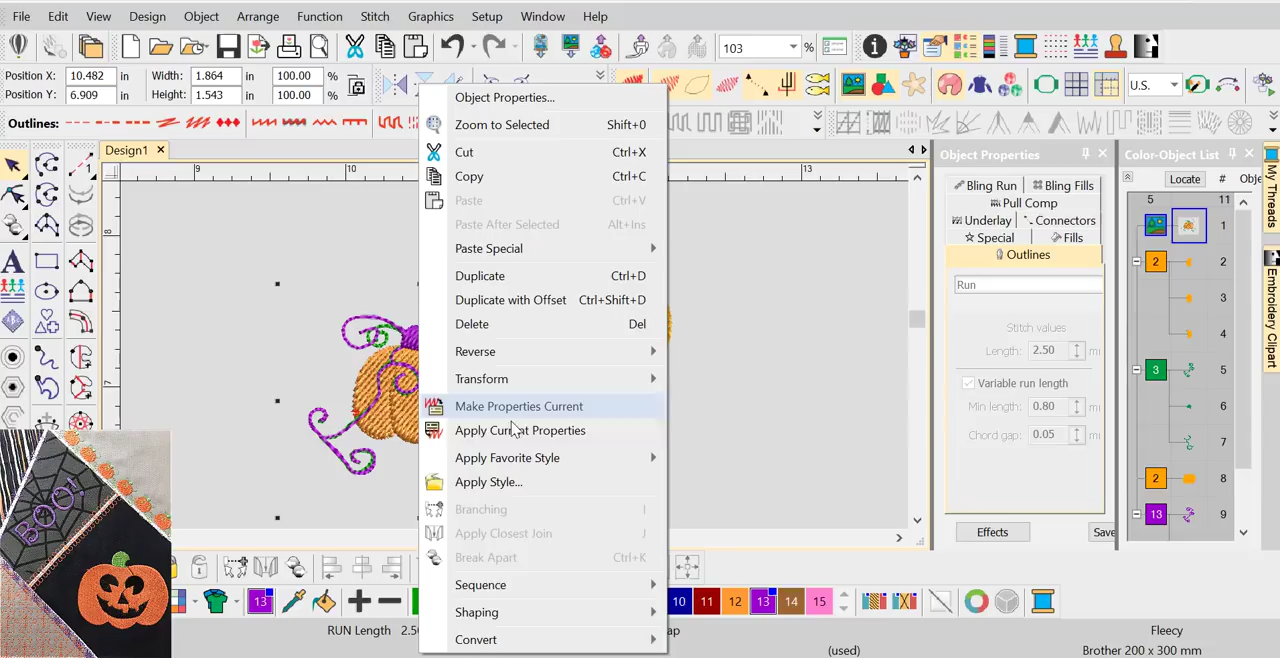 File Edit View Design Object Arrange Function Stitch Graphics Setup Window Help
103 %
Position X: 10.482 in Width: 1.864 in 100.00 %
Position Y: 6.909 in Height: 1.543 in 100.00 %
U.S.
Outlines:
Design1
9 10 13
8
7
Object Properties...
Zoom to Selected Shift+0
Cut Ctrl+X
Copy Ctrl+C
Paste Ctrl+V
Paste After Selected Alt+Ins
Paste Special
Duplicate Ctrl+D
Duplicate with Offset Ctrl+Shift+D
Delete Del
Reverse
Transform
Make Properties Current
Apply Current Properties
Apply Favorite Style
Apply Style...
Branching I
Apply Closest Join J
Break Apart Ctrl+K
Sequence
Shaping
Convert
Object Properties
Bling Run Bling Fills
Pull Comp
Underlay Connectors
Special Fills
Outlines
Run
Stitch values
Length: 2.50
Variable run length
Min length: 0.80
Chord gap: 0.05
Effects Save
Color-Object List
Locate # Obje
5 11
1
2 2
3
4
3 5
6
7
2 8
13 9
My Threads
Embroidery Clipart
BOO!
13
10 11 12 13 14 15
RUN Length 2.50
(used)
Fleecy
Brother 200 x 300 mm